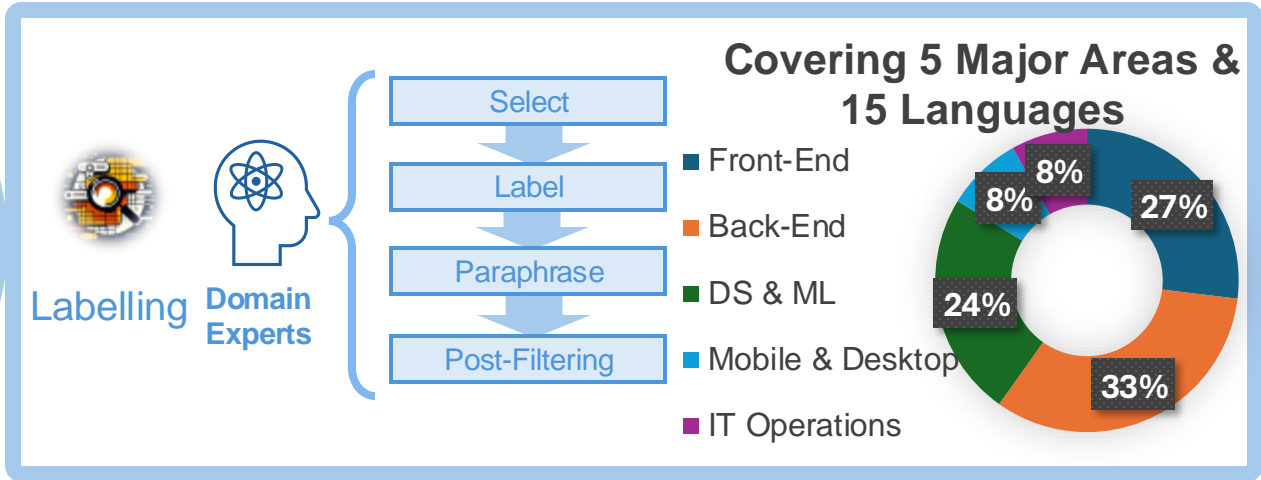 Labelling
Domain
Experts
Select
Label
Paraphrase
Post-Filtering
Covering 5 Major Areas &
15 Languages
Front-End
Back-End
DS & ML
Mobile & Desktop
IT Operations
27%
33%
24%
8%
8%